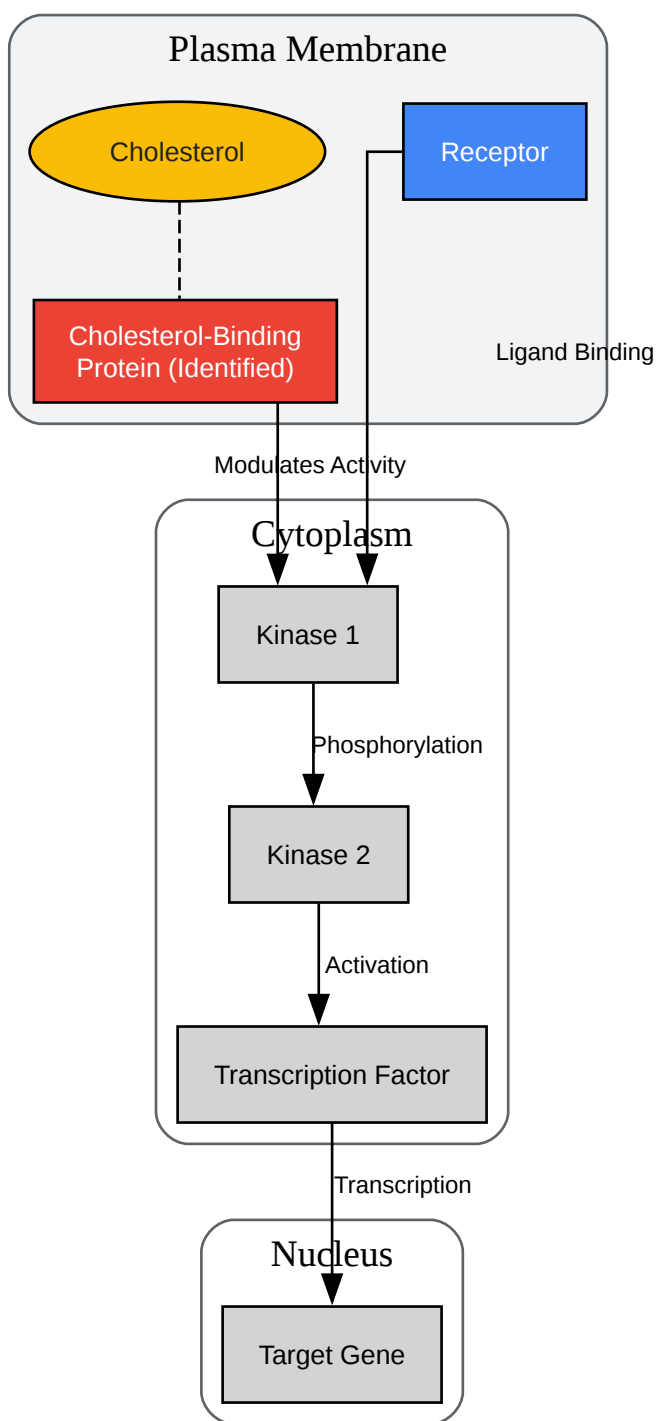 Plasma Membrane
Cholesterol
Receptor
Cholesterol-Binding
Protein (Identified)
Ligand Binding
Modulates Activity
Cytoplasm
Kinase 1
Phosphorylation
Kinase 2
Activation
Transcription Factor
Transcription
Nucleus
Target Gene